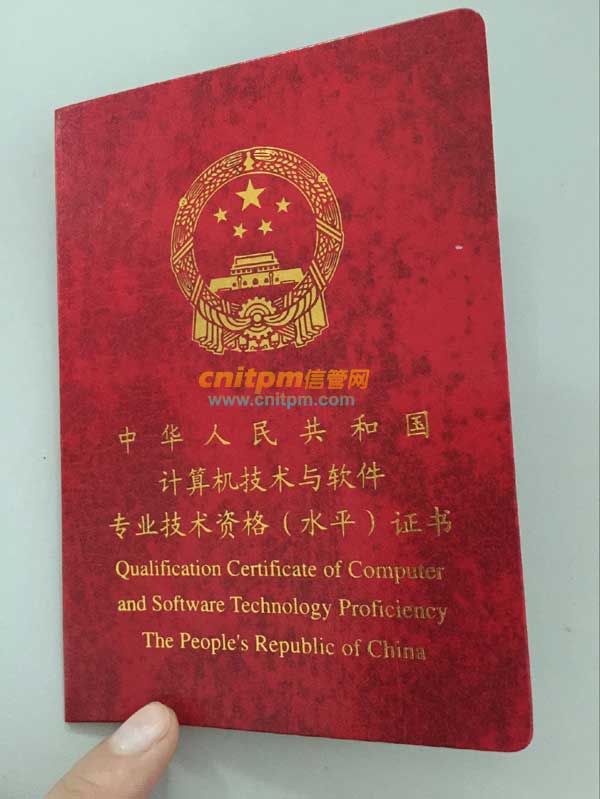 cnitpm信管网
www.cnitpm.com
中华人民共和国
计算机技术与软件
专业技术资格（水平）证书
Qualification Certificate of Computer
and Software Technology Proficiency
The People's Republic of China